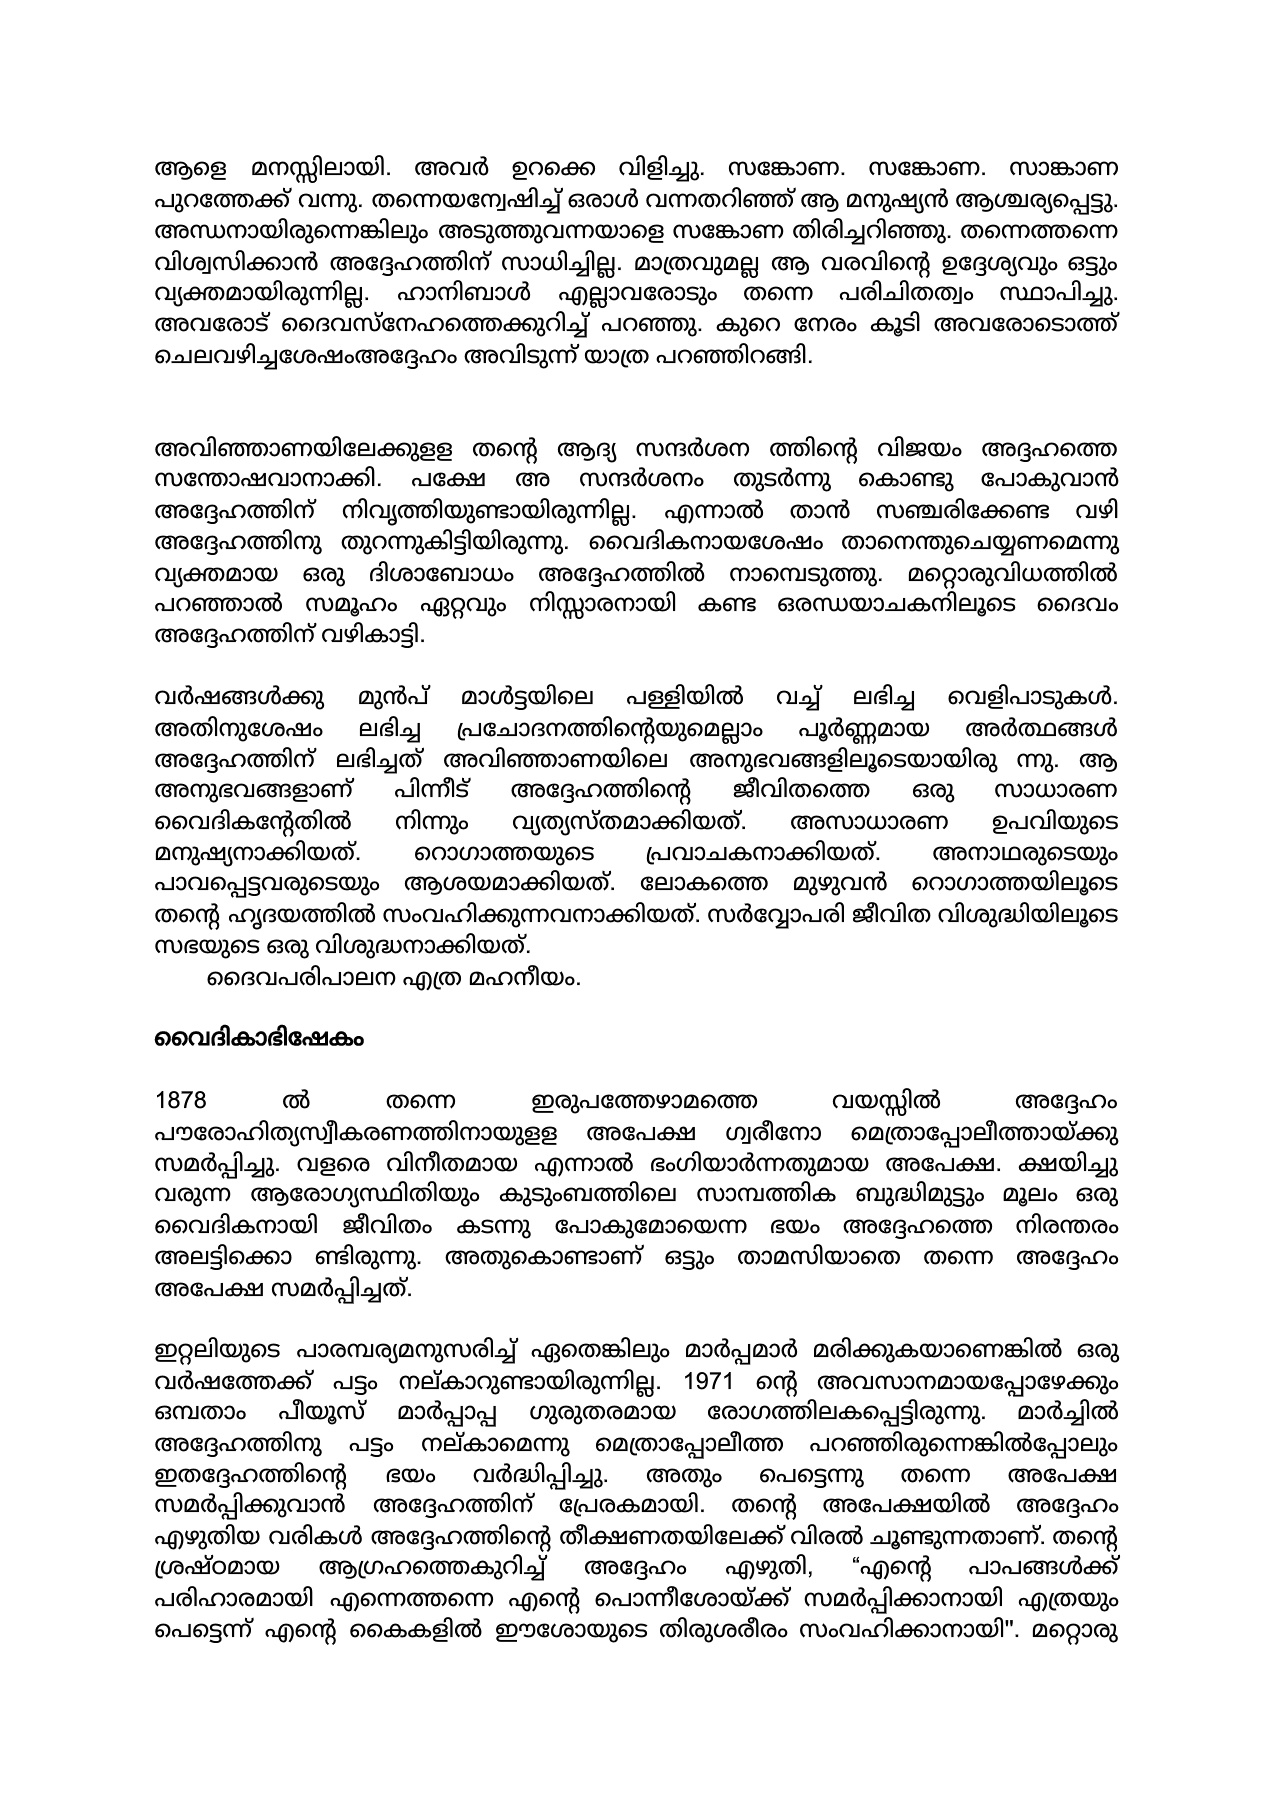 ആളെ മനസ്സിലായി. അവർ ഉറക്കെ വിളിച്ചു. സങ്കോണ. സങ്കോണ. സാങ്കാണ
പുറത്തേക്ക് വന്നു. തന്നെയന്വേഷിച്ച് ഒരാൾ വന്നതറിഞ്ഞ് ആ മനുഷ്യൻ ആശ്ചര്യപ്പെട്ടു.
അന്ധനായിരുന്നെങ്കിലും അടുത്തുവന്നയാളെ സങ്കോണ തിരിച്ചറിഞ്ഞു. തന്നെത്തന്നെ
വിശ്വസിക്കാൻ അദ്ദേഹത്തിന് സാധിച്ചില്ല. മാത്രവുമല്ല ആ വരവിന്റെ ഉദ്ദേശ്യവും ഒട്ടും
വ്യക്തമായിരുന്നില്ല. ഹാനിബാൾ എല്ലാവരോടും തന്നെ പരിചിതത്വം സ്ഥാപിച്ചു.
അവരോട് ദൈവസ്നേഹത്തെക്കുറിച്ച് പറഞ്ഞു. കുറെ നേരം കൂടി അവരോടൊത്ത്
ചെലവഴിച്ചശേഷംഅദ്ദേഹം അവിടുന്ന് യാത്ര പറഞ്ഞിറങ്ങി.
അവിഞ്ഞാണയിലേക്കുളള തന്റെ ആദ്യ സന്ദർശന ത്തിന്റെ വിജയം അദ്ദഹത്തെ
സന്തോഷവാനാക്കി. പക്ഷേ അ സന്ദർശനം തുടർന്നു കൊണ്ടു പോകുവാൻ
അദ്ദേഹത്തിന് നിവൃത്തിയുണ്ടായിരുന്നില്ല. എന്നാൽ താൻ സഞ്ചരിക്കേണ്ട വഴി
അദ്ദേഹത്തിനു തുറന്നുകിട്ടിയിരുന്നു. വൈദികനായശേഷം താനെന്തുചെയ്യണമെന്നു
വ്യക്തമായ ഒരു ദിശാബോധം അദ്ദേഹത്തിൽ നാമ്പെടുത്തു. മറ്റൊരുവിധത്തിൽ
പറഞ്ഞാൽ സമൂഹം ഏറ്റവും നിസ്സാരനായി കണ്ട ഒരന്ധയാചകനിലൂടെ ദൈവം
അദ്ദേഹത്തിന് വഴികാട്ടി.
വർഷങ്ങൾക്കു മുൻപ് മാൾട്ടയിലെ പള്ളിയിൽ വച്ച് ലഭിച്ച വെളിപാടുകൾ.
അതിനുശേഷം ലഭിച്ച പ്രചോദനത്തിന്റെയുമെല്ലാം പൂർണ്ണമായ അർത്ഥങ്ങൾ
അദ്ദേഹത്തിന് ലഭിച്ചത് അവിഞ്ഞാണയിലെ അനുഭവങ്ങളിലൂടെയായിരു ന്നു. ആ
അനുഭവങ്ങളാണ് പിന്നീട് അദ്ദേഹത്തിന്റെ ജീവിതത്തെ ഒരു സാധാരണ
വൈദികന്റേതിൽ നിന്നും വ്യത്യസ്തമാക്കിയത്. അസാധാരണ ഉപവിയുടെ
മനുഷ്യനാക്കിയത്. റൊഗാത്തയുടെ പ്രവാചകനാക്കിയത്. അനാഥരുടെയും
പാവപ്പെട്ടവരുടെയും ആശയമാക്കിയത്. ലോകത്തെ മുഴുവൻ റൊഗാത്തയിലൂടെ
തന്റെ ഹൃദയത്തിൽ സംവഹിക്കുന്നവനാക്കിയത്. സർവ്വോപരി ജീവിത വിശുദ്ധിയിലൂടെ
സഭയുടെ ഒരു വിശുദ്ധനാക്കിയത്.
ദൈവപരിപാലന എത്ര മഹനീയം.
വൈദികാഭിഷേകം
1878 ൽ തന്നെ ഇരുപത്തേഴാമത്തെ വയസ്സിൽ അദ്ദേഹം
പൗരോഹിത്യസ്വീകരണത്തിനായുളള അപേക്ഷ ഗ്വരീനോ മെത്രാപ്പോലീത്തായ്ക്കു
സമർപ്പിച്ചു. വളരെ വിനീതമായ എന്നാൽ ഭംഗിയാർന്നതുമായ അപേക്ഷ. ക്ഷയിച്ചു
വരുന്ന ആരോഗ്യസ്ഥിതിയും കുടുംബത്തിലെ സാമ്പത്തിക ബുദ്ധിമുട്ടും മൂലം ഒരു
വൈദികനായി ജീവിതം കടന്നു പോകുമോയെന്ന ഭയം അദ്ദേഹത്തെ നിരന്തരം
അലട്ടിക്കൊ ണ്ടിരുന്നു. അതുകൊണ്ടാണ് ഒട്ടും താമസിയാതെ തന്നെ അദ്ദേഹം
അപേക്ഷ സമർപ്പിച്ചത്.
ഇറ്റലിയുടെ പാരമ്പര്യമനുസരിച്ച് ഏതെങ്കിലും മാർപ്പമാർ മരിക്കുകയാണെങ്കിൽ ഒരു
വർഷത്തേക്ക് പട്ടം നല്കാറുണ്ടായിരുന്നില്ല. 1971 ന്റെ അവസാനമായപ്പോഴേക്കും
ഒമ്പതാം പീയൂസ് മാർപ്പാപ്പ ഗുരുതരമായ രോഗത്തിലകപ്പെട്ടിരുന്നു. മാർച്ചിൽ
അദ്ദേഹത്തിനു പട്ടം നല്കാമെന്നു മെത്രാപ്പോലീത്ത പറഞ്ഞിരുന്നെങ്കിൽപ്പോലും
ഇതദ്ദേഹത്തിന്റെ ഭയം വർദ്ധിപ്പിച്ചു. അതും പെട്ടെന്നു തന്നെ അപേക്ഷ
സമർപ്പിക്കുവാൻ അദ്ദേഹത്തിന് പ്രേരകമായി. തന്റെ അപേക്ഷയിൽ അദ്ദേഹം
എഴുതിയ വരികൾ അദ്ദേഹത്തിന്റെ തീക്ഷണതയിലേക്ക് വിരൽ ചൂണ്ടുന്നതാണ്. തന്റെ
ശ്രഷ്ഠമായ ആഗ്രഹത്തെകുറിച്ച് അദ്ദേഹം എഴുതി, “എന്റെ പാപങ്ങൾക്ക്
പരിഹാരമായി എന്നെത്തന്നെ എന്റെ പൊന്നീശോയ്ക്ക് സമർപ്പിക്കാനായി എത്രയും
പെട്ടെന്ന് എന്റെ കൈകളിൽ ഈശോയുടെ തിരുശരീരം സംവഹിക്കാനായി". മറ്റൊരു